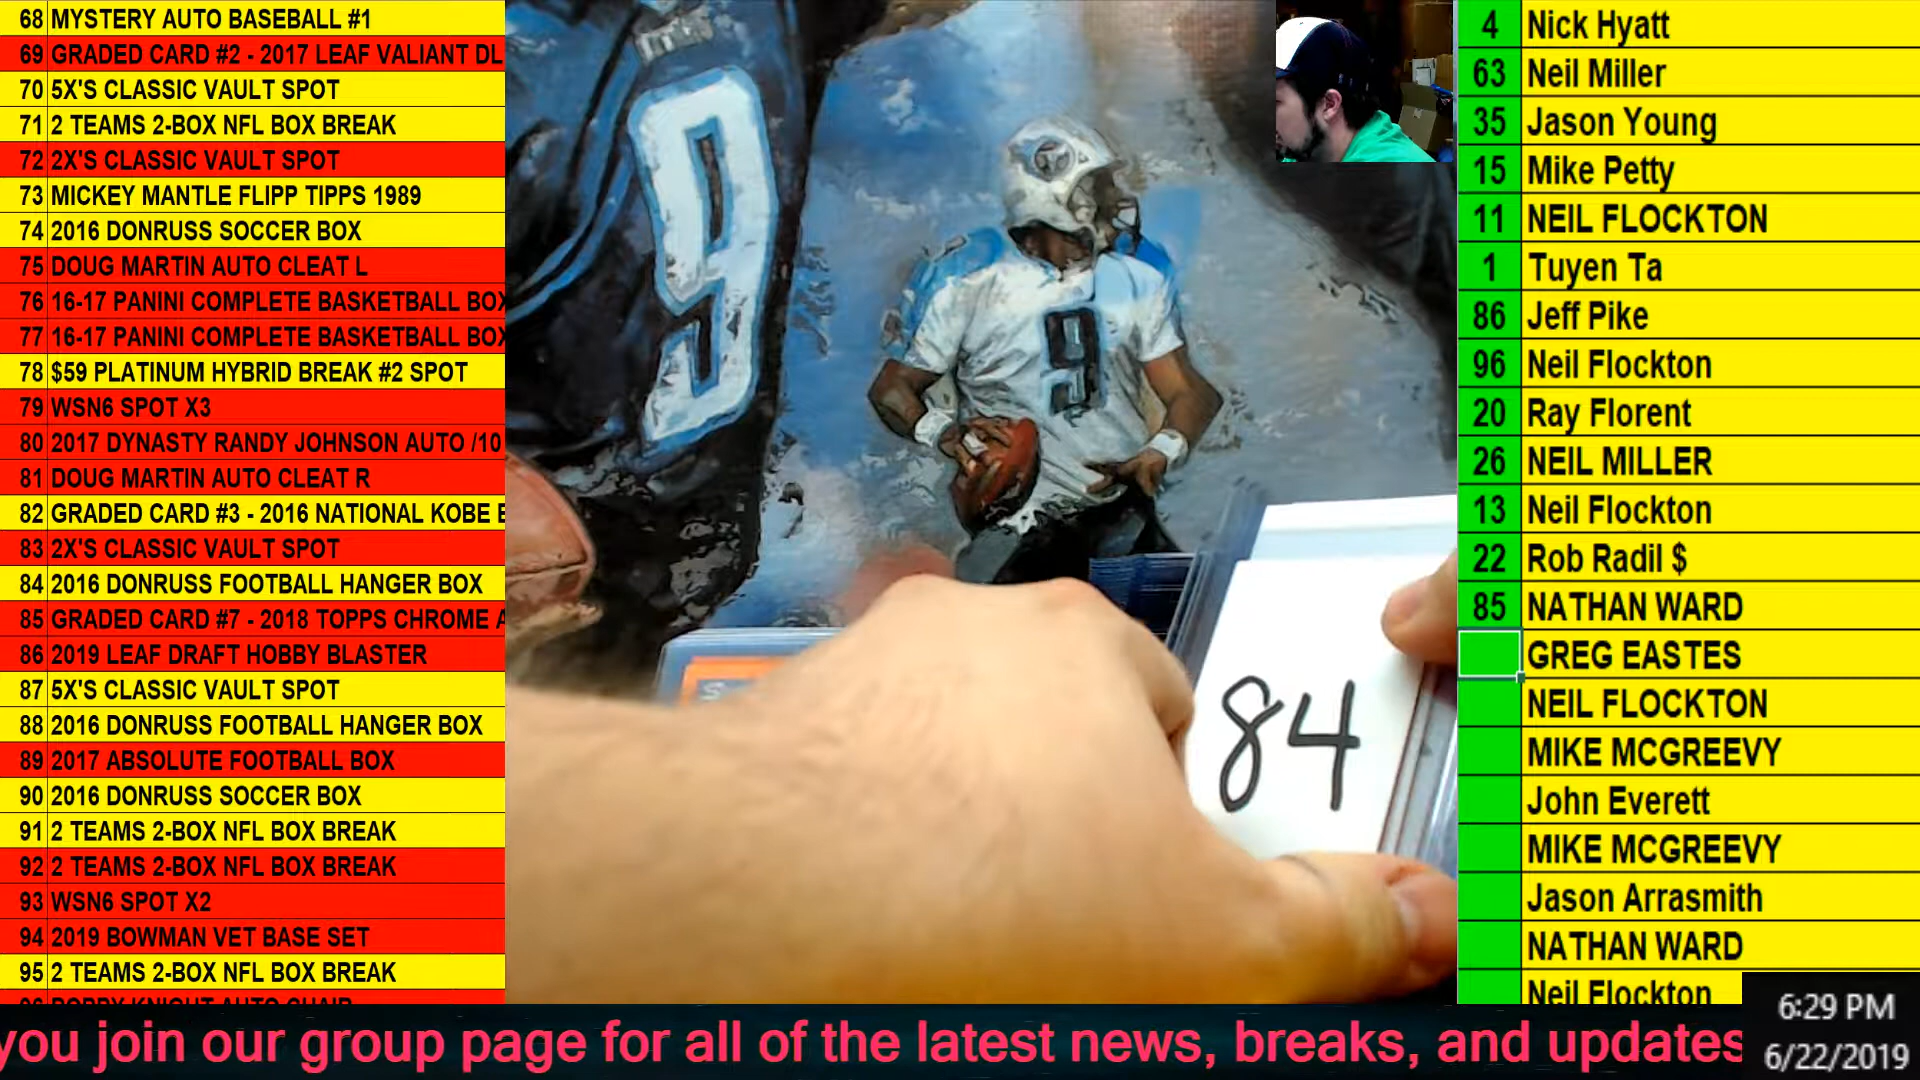 68 MYSTERY AUTO BASEBALL #1
69 GRADED CARD #2 - 2017 LEAF VALIANT DL
70 5X'S CLASSIC VAULT SPOT
71 2 TEAMS 2-BOX NFL BOX BREAK
72 2X'S CLASSIC VAULT SPOT
73 MICKEY MANTLE FLIPP TIPPS 1989
74 2016 DONRUSS SOCCER BOX
75 DOUG MARTIN AUTO CLEAT L
76 16-17 PANINI COMPLETE BASKETBALL BOX
77 16-17 PANINI COMPLETE BASKETBALL BOX
78 $59 PLATINUM HYBRID BREAK #2 SPOT
79 WSN6 SPOT X3
80 2017 DYNASTY RANDY JOHNSON AUTO /10
81 DOUG MARTIN AUTO CLEAT R
82 GRADED CARD #3 - 2016 NATIONAL KOBE
83 2X'S CLASSIC VAULT SPOT
84 2016 DONRUSS FOOTBALL HANGER BOX
85 GRADED CARD #7 - 2018 TOPPS CHROME A
86 2019 LEAF DRAFT HOBBY BLASTER
87 5X'S CLASSIC VAULT SPOT
88 2016 DONRUSS FOOTBALL HANGER BOX
89 2017 ABSOLUTE FOOTBALL BOX
90 2016 DONRUSS SOCCER BOX
91 2 TEAMS 2-BOX NFL BOX BREAK
92 2 TEAMS 2-BOX NFL BOX BREAK
93 WSN6 SPOT X2
94 2019 BOWMAN VET BASE SET
95 2 TEAMS 2-BOX NFL BOX BREAK
96 BOBBY KNIGHT AUTO CHAIR
9
9
84
4 Nick Hyatt
63 Neil Miller
35 Jason Young
15 Mike Petty
11 NEIL FLOCKTON
1 Tuyen Ta
86 Jeff Pike
96 Neil Flockton
20 Ray Florent
26 NEIL MILLER
13 Neil Flockton
22 Rob Radil $
85 NATHAN WARD
GREG EASTES
NEIL FLOCKTON
MIKE MCGREEVY
John Everett
MIKE MCGREEVY
Jason Arrasmith
NATHAN WARD
Neil Flockton
you join our group page for all of the latest news, breaks, and updates
6:29 PM
6/22/2019